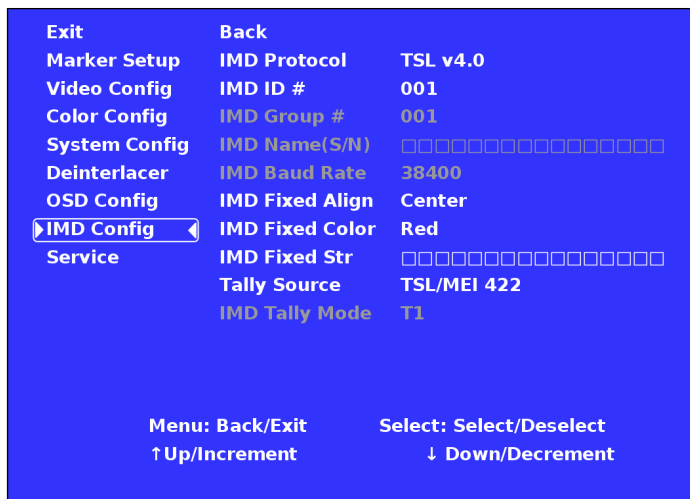 Exit Back
Marker Setup IMD Protocol TSL v4.0
Video Config IMD ID # 001
Color Config IMD Group # 001
System Config IMD Name(S/N) □□□□□□□□□□□□□□□□
Deinterlacer IMD Baud Rate 38400
OSD Config IMD Fixed Align Center
IMD Config IMD Fixed Color Red
Service IMD Fixed Str □□□□□□□□□□□□□□□□
Tally Source TSL/MEI 422
IMD Tally Mode T1
Menu: Back/Exit Select: Select/Deselect
↑Up/Increment ↓ Down/Decrement